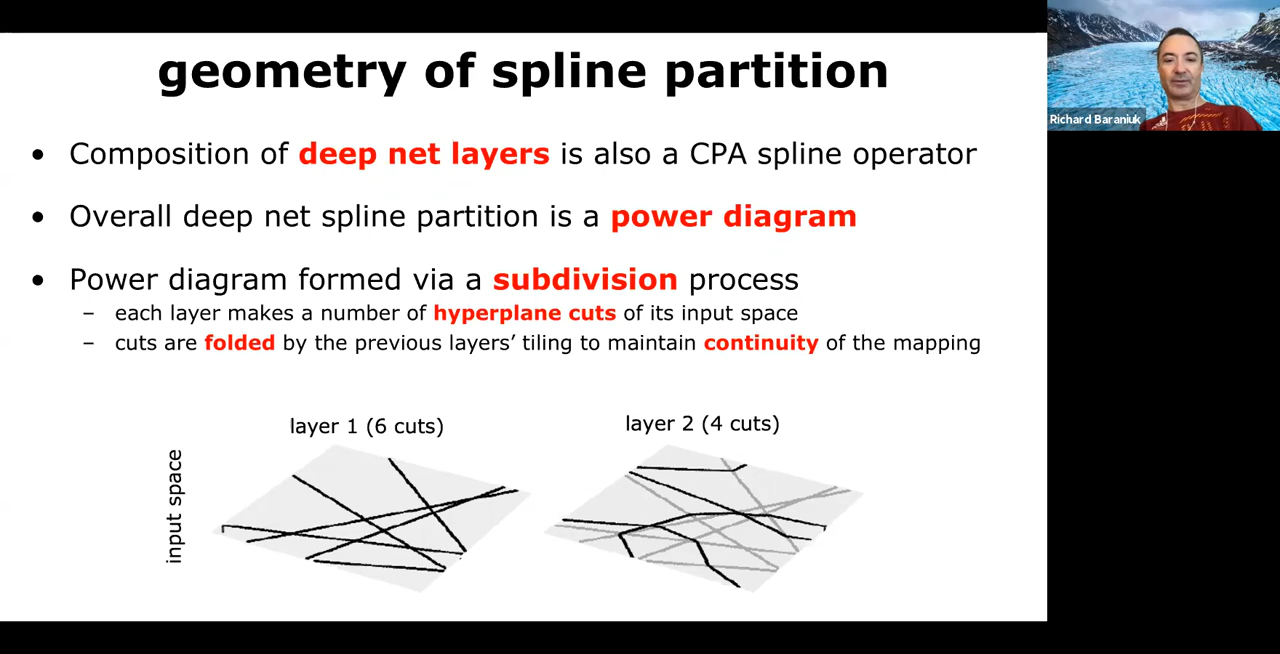 geometry of spline partition
Richard Baraniuk
• Composition of deep net layers is also a CPA spline operator
• Overall deep net spline partition is a power diagram
• Power diagram formed via a subdivision process
– each layer makes a number of hyperplane cuts of its input space
– cuts are folded by the previous layers’ tiling to maintain continuity of the mapping
layer 1 (6 cuts)
layer 2 (4 cuts)
input space